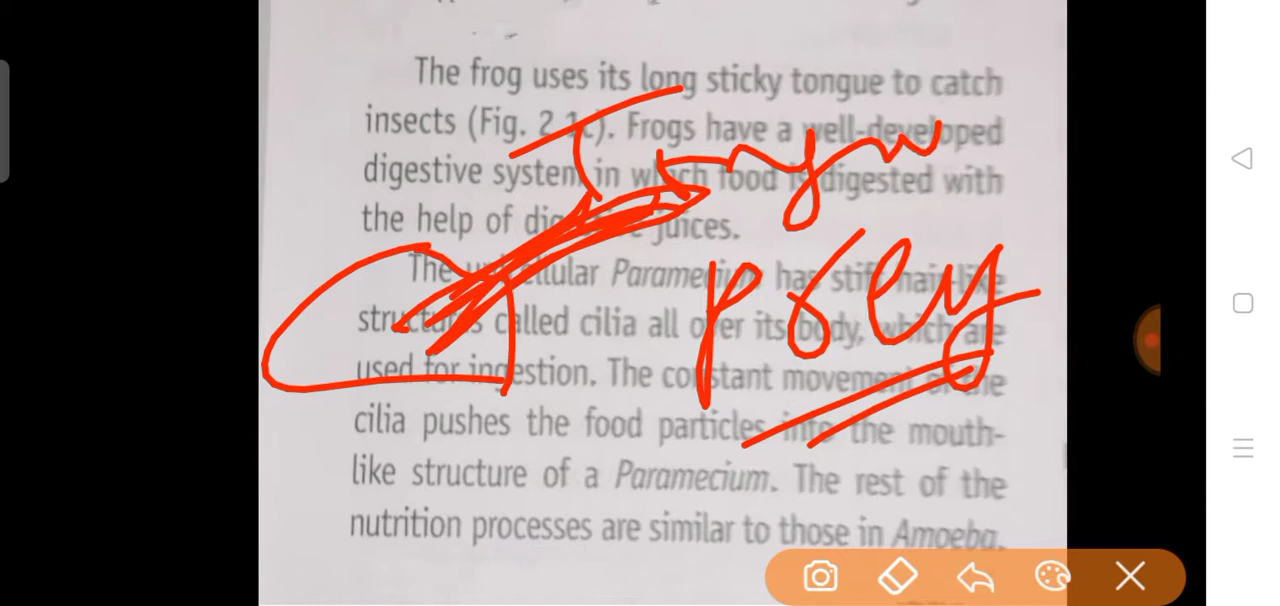 The frog uses its long sticky tongue to catch
insects (Fig. 2.1c). Frogs have a well-developed
digestive system in which food is digested with
the help of digestive juices.
The unicellular Paramecium has stiff hair-like
structures called cilia all over its body, which are
used for ingestion. The constant movement of the
cilia pushes the food particles into the mouth-
like structure of a Paramecium. The rest of the
nutrition processes are similar to those in Amoeba.